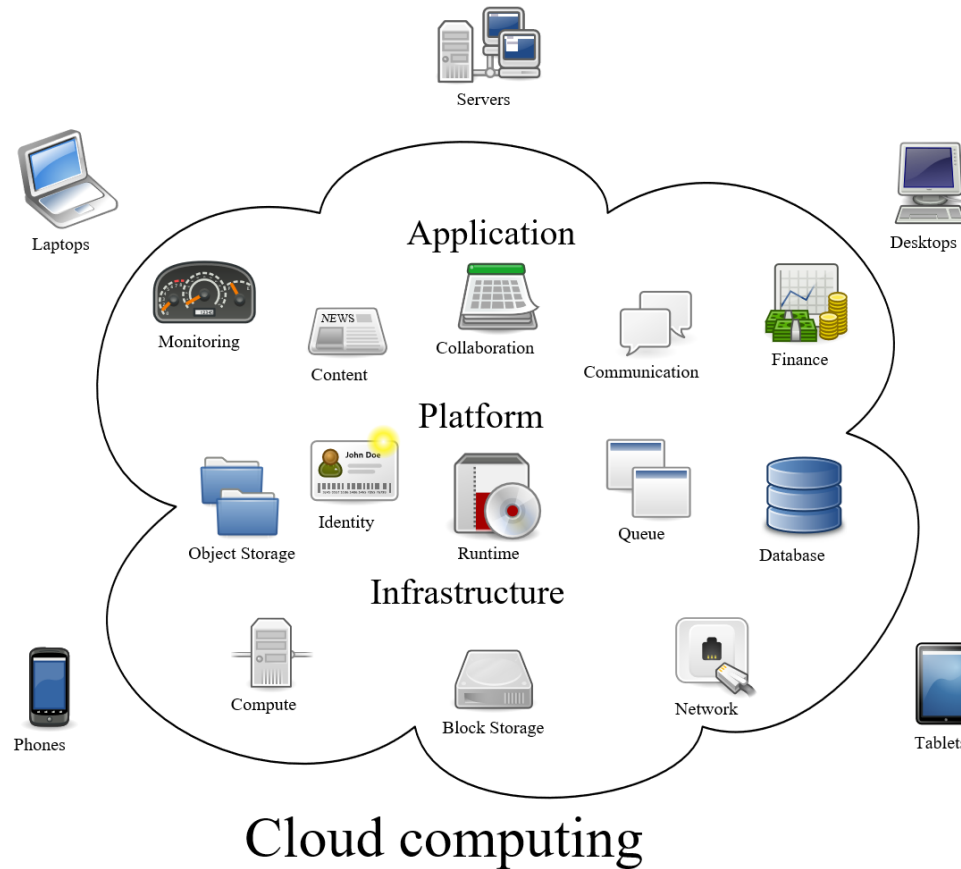 Servers
Laptops
Desktops
Application
Monitoring
NEWS
Content
Collaboration
Communication
Finance
Platform
John Doe
Object Storage
Identity
Runtime
Queue
Database
Infrastructure
Compute
Block Storage
Network
Phones
Tablets
Cloud computing